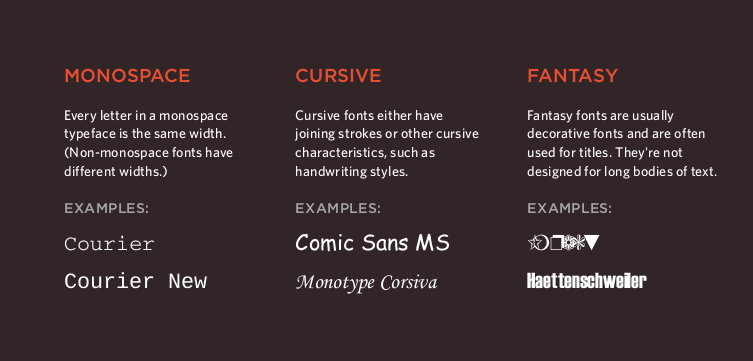 MONOSPACE
Every letter in a monospace
typeface is the same width.
(Non-monospace fonts have
different widths.)
EXAMPLES:
Courier
Courier New
CURSIVE
Cursive fonts either have
joining strokes or other cursive
characteristics, such as
handwriting styles.
EXAMPLES:
Comic Sans MS
Monotype Corsiva
FANTASY
Fantasy fonts are usually
decorative fonts and are often
used for titles. They're not
designed for long bodies of text.
EXAMPLES:
Haettenschweiler